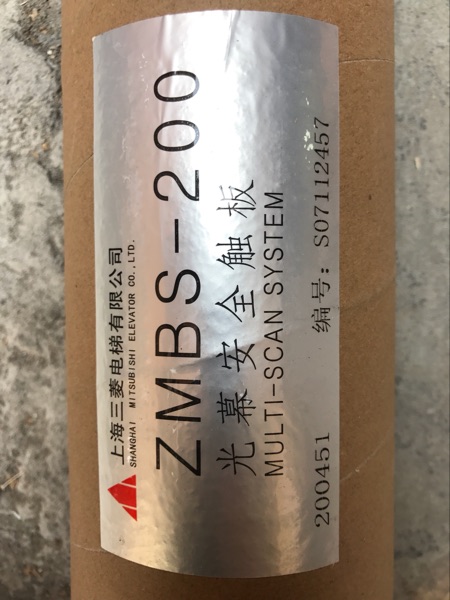 上海三菱电梯有限公司
SHANGHAI MITSUBISHI ELEVATOR CO.,LTD.
ZMBS-200
光幕安全触板
MULTI-SCAN SYSTEM
200451 编号: S07112457